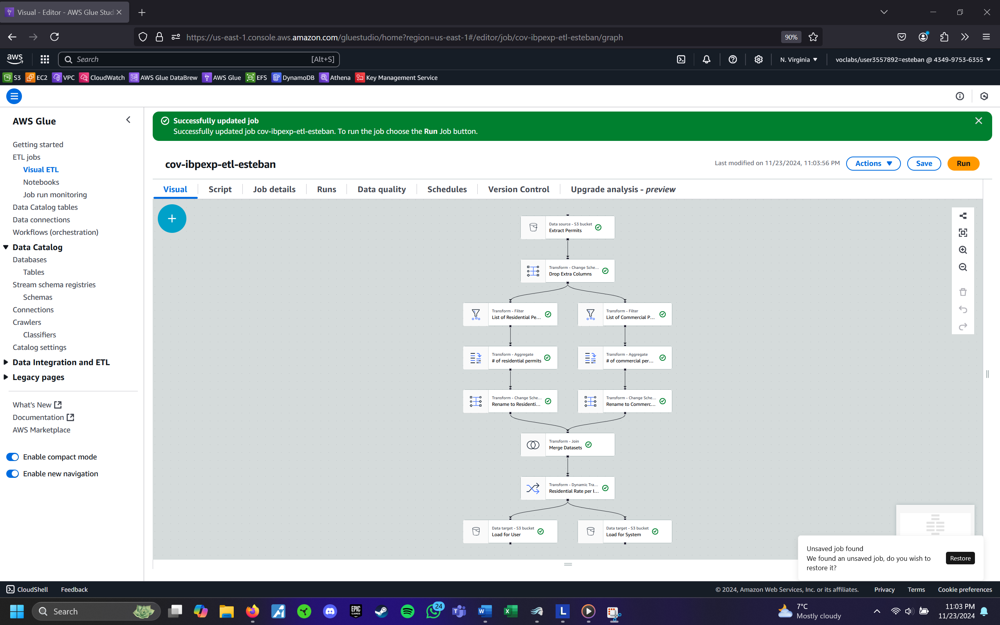 Visual - Editor - AWS Glue Stud
https://us-east-1.console.aws.amazon.com/gluestudio/home?region=us-east-1#/editor/job/cov-ibpexp-etl-esteban/graph
90%
aws
Search
[Alt+S]
N. Virginia
voclabs/user3557892=esteban @ 4349-9753-6355
S3
EC2
VPC
CloudWatch
AWS Glue DataBrew
AWS Glue
EFS
DynamoDB
Athena
Key Management Service
AWS Glue
Getting started
ETL jobs
Visual ETL
Notebooks
Job run monitoring
Data Catalog tables
Data connections
Workflows (orchestration)
Data Catalog
Databases
Tables
Stream schema registries
Schemas
Connections
Crawlers
Classifiers
Catalog settings
Data Integration and ETL
Legacy pages
What's New
Documentation
AWS Marketplace
Enable compact mode
Enable new navigation
Successfully updated job
Successfully updated job cov-ibpexp-etl-esteban. To run the job choose the Run Job button.
cov-ibpexp-etl-esteban
Last modified on 11/23/2024, 11:03:56 PM
Actions
Save
Run
Visual
Script
Job details
Runs
Data quality
Schedules
Version Control
Upgrade analysis - preview
Data source - S3 bucket
Extract Permits
Transform - Change Sche...
Drop Extra Columns
Transform - Filter
List of Residential Pe...
Transform - Filter
List of Commercial P...
Transform - Aggregate
# of residential permits
Transform - Aggregate
# of commercial per...
Transform - Change Sche...
Rename to Residenti...
Transform - Change Sche...
Rename to Commerc...
Transform - Join
Merge Datasets
Transform - Dynamic Tra...
Residential Rate per I...
Data target - S3 bucket
Load for User
Data target - S3 bucket
Load for System
Unsaved job found
We found an unsaved job, do you wish to
restore it?
Restore
CloudShell
Feedback
© 2024, Amazon Web Services, Inc. or its affiliates.
Privacy
Terms
Cookie preferences
Search
EPIC
GAMES
24
T
W
X
L
7°C
Mostly cloudy
11:03 PM
11/23/2024